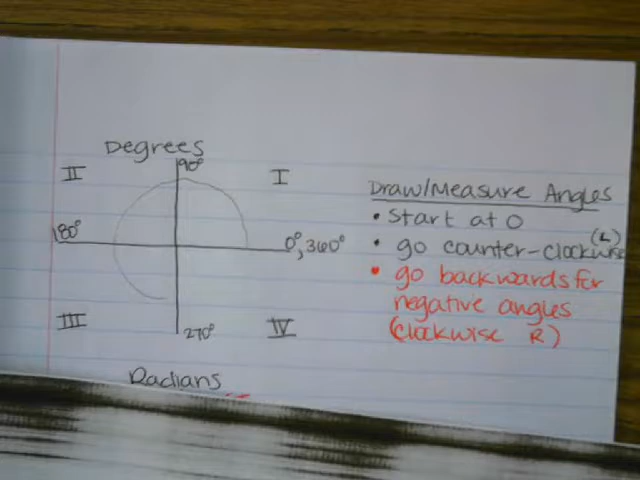 Degrees
90°
II
I
180°
0°, 360°
III
IV
270°
Radians
Draw/Measure Angles
• Start at 0
(L)
• go counter-clockwise
• go backwards for
negative angles
(clockwise R)